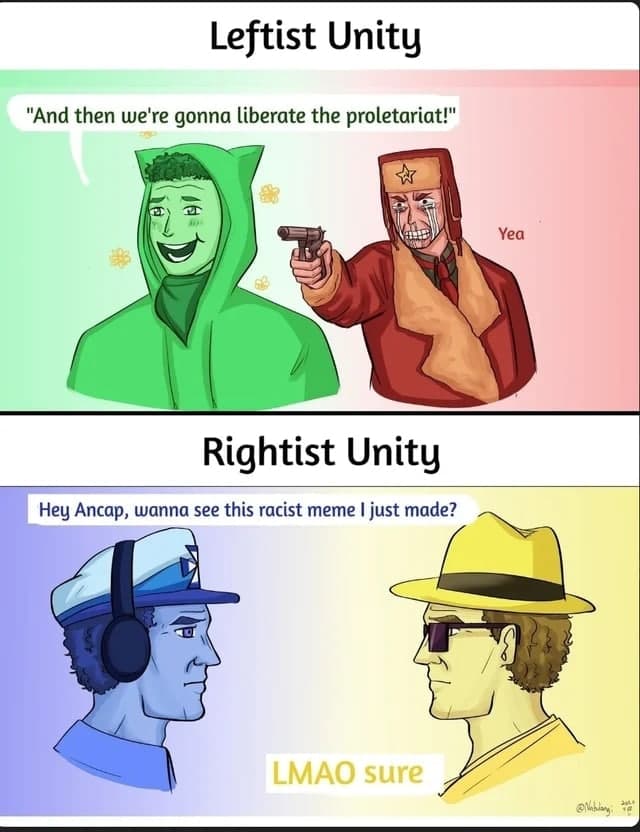 Leftist Unity
"And then we're gonna liberate the proletariat!"
Yea
Rightist Unity
Hey Ancap, wanna see this racist meme I just made?
LMAO sure